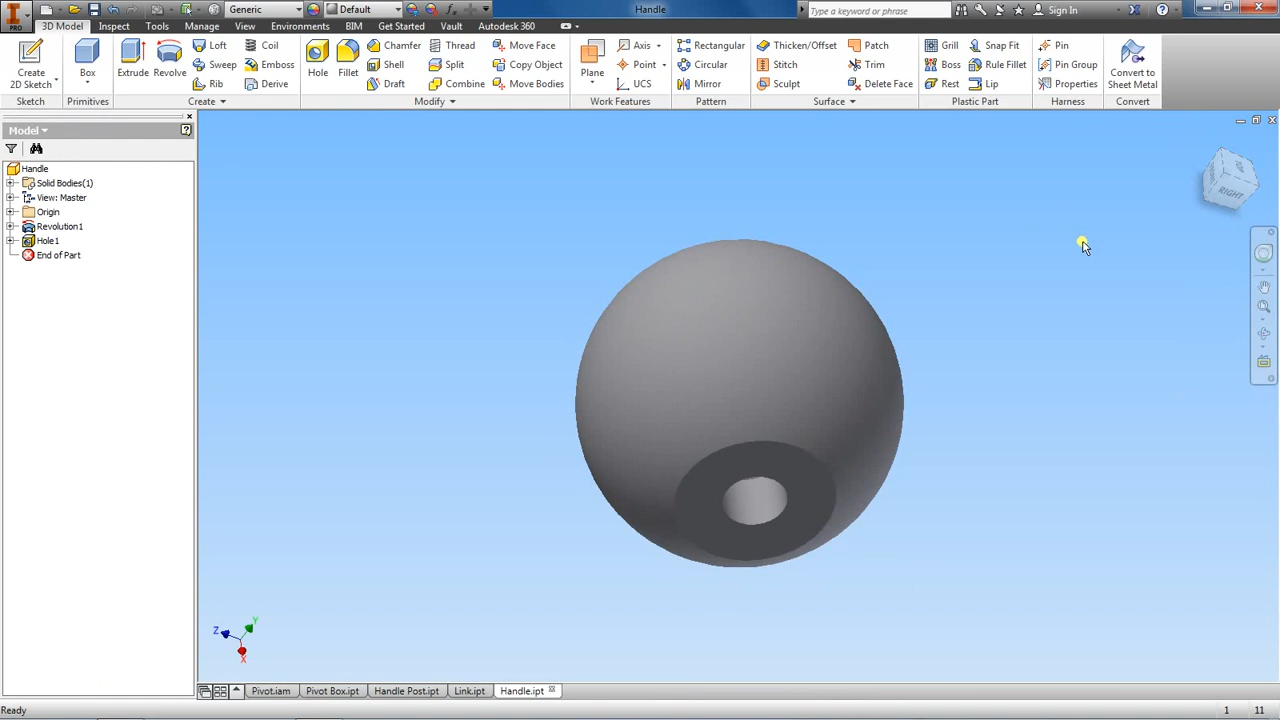 Generic
Default
Handle
Type a keyword or phrase
Sign In
PRO
3D Model
Inspect
Tools
Manage
View
Environments
BIM
Get Started
Vault
Autodesk 360
Create
2D Sketch
Box
Extrude
Revolve
Loft
Coil
Sweep
Emboss
Rib
Derive
Hole
Fillet
Chamfer
Thread
Move Face
Shell
Split
Copy Object
Draft
Combine
Move Bodies
Plane
Axis
Point
UCS
Rectangular
Circular
Mirror
Thicken/Offset
Patch
Stitch
Trim
Sculpt
Delete Face
Grill
Snap Fit
Boss
Rule Fillet
Rest
Lip
Pin
Pin Group
Properties
Convert to
Sheet Metal
Sketch
Primitives
Create
Modify
Work Features
Pattern
Surface
Plastic Part
Harness
Convert
Model
Handle
Solid Bodies(1)
View: Master
Origin
Revolution1
Hole1
End of Part
RIGHT
Z
Y
X
Pivot.iam
Pivot Box.ipt
Handle Post.ipt
Link.ipt
Handle.ipt
Ready
1
11